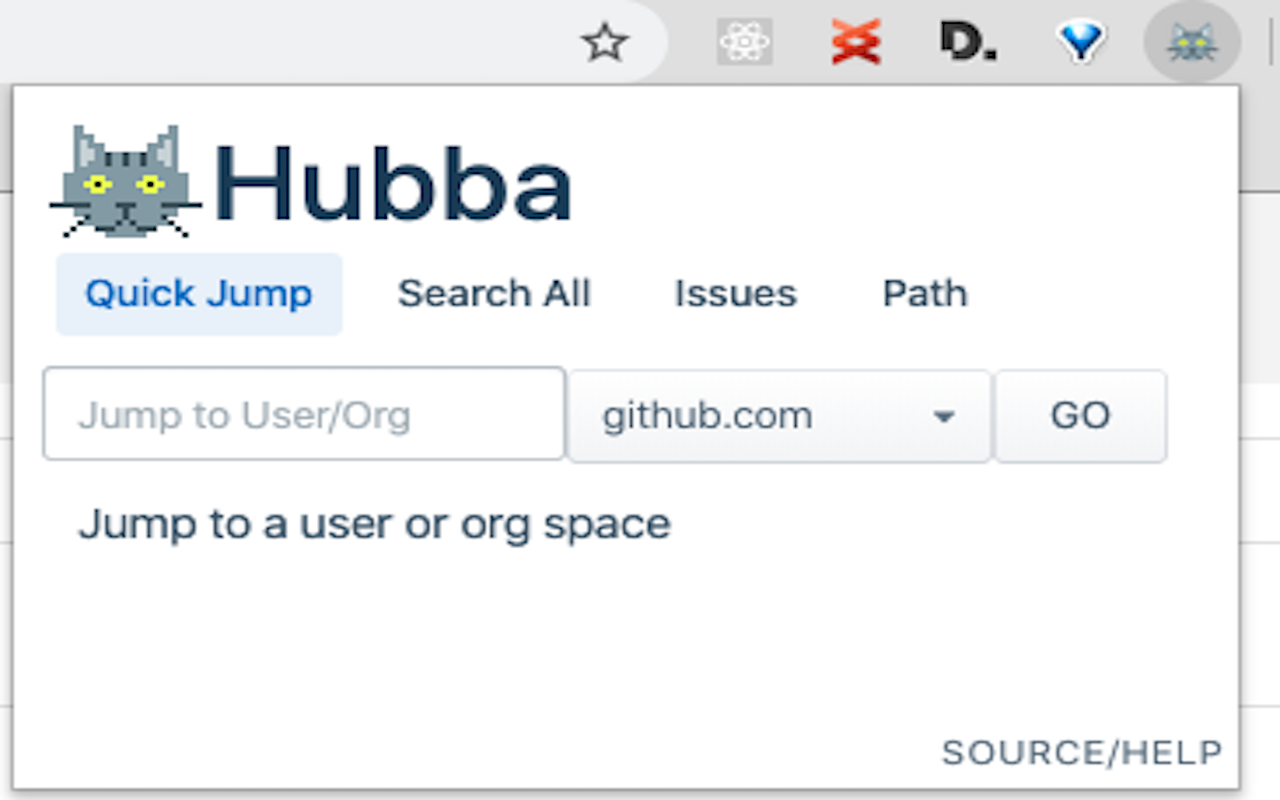 D.
Hubba
Quick Jump Search All Issues Path
Jump to User/Org github.com GO
Jump to a user or org space
SOURCE/HELP